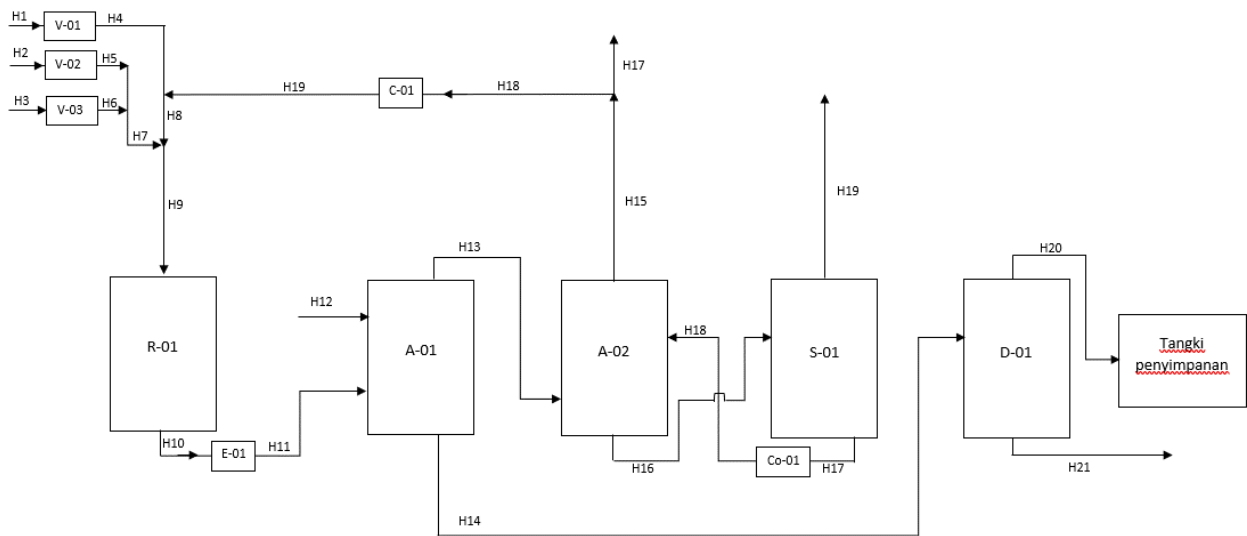 H1
V-01
H4
H2
V-02
H5
H3
V-03
H6
H7
H8
H19
C-01
H18
H17
H9
H15
H19
H13
H20
H12
R-01
A-01
A-02
H18
S-01
D-01
Tangki
penyimpanan
H10
E-01
H11
H16
Co-01
H17
H21
H14